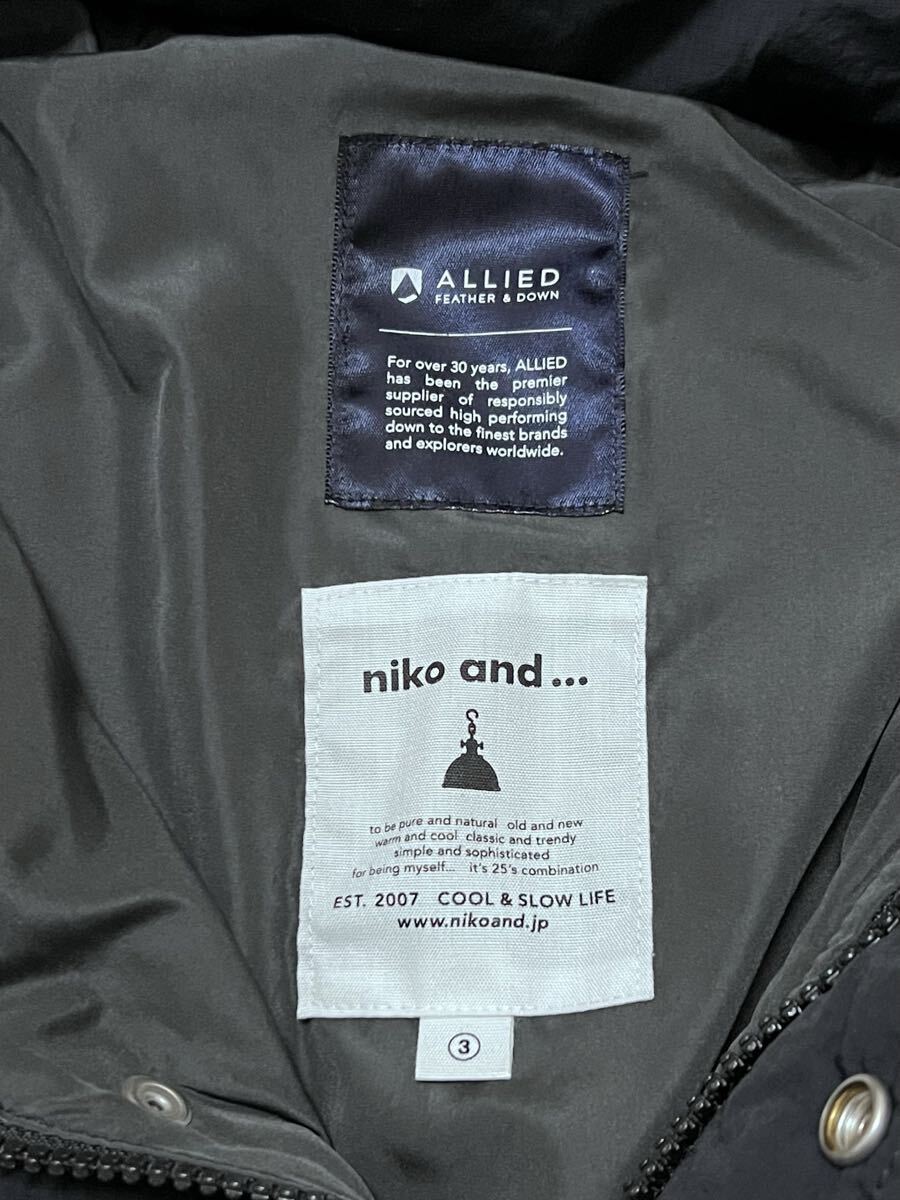 ALLIED
FEATHER & DOWN
For over 30 years, ALLIED
has been the premier
supplier of responsibly
sourced high performing
down to the finest brands
and explorers worldwide.
niko and...
to be pure and natural old and new
warm and cool classic and trendy
simple and sophisticated
for being myself... it's 25's combination
EST. 2007 COOL & SLOW LIFE
www.nikoand.jp
3